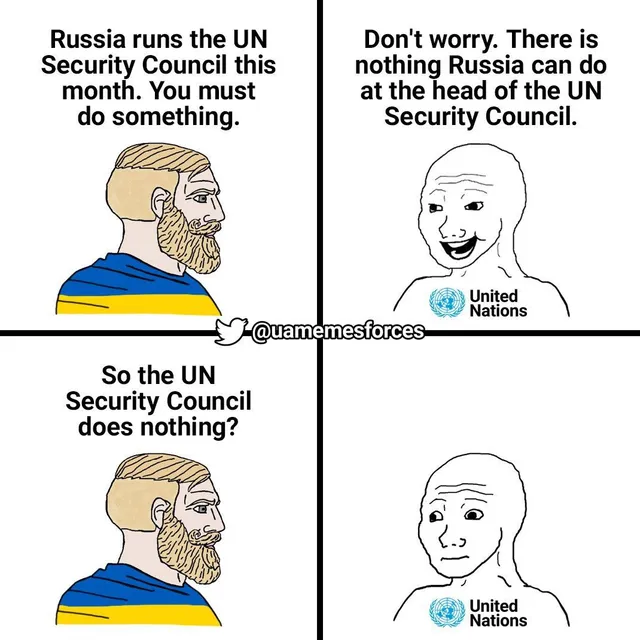 Russia runs the UN
Security Council this
month. You must
do something.
Don't worry. There is
nothing Russia can do
at the head of the UN
Security Council.
United
Nations
@uamemesforces
So the UN
Security Council
does nothing?
United
Nations